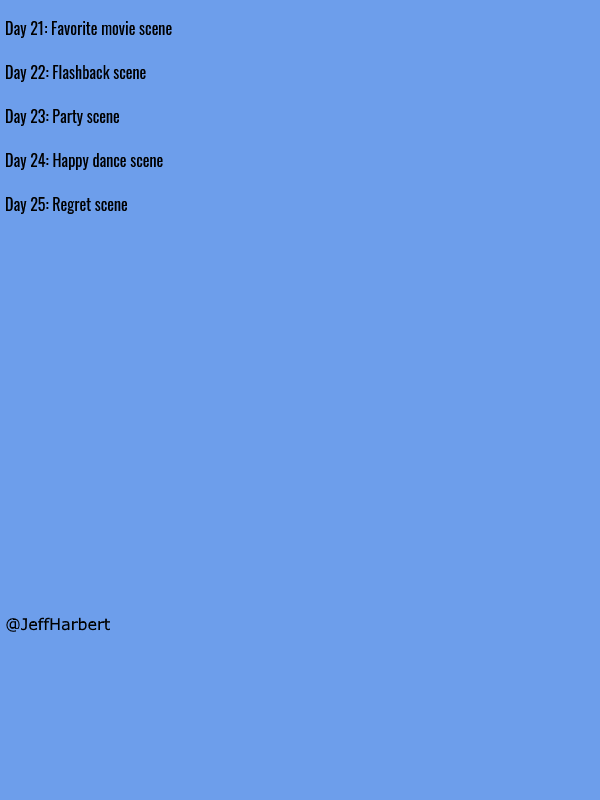 Day 21: Favorite movie scene
Day 22: Flashback scene
Day 23: Party scene
Day 24: Happy dance scene
Day 25: Regret scene
@JeffHarbert